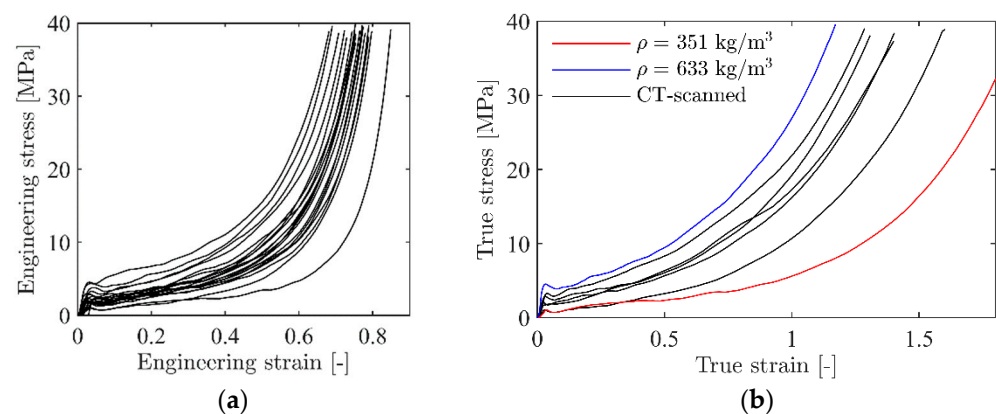 40
30
20
10
0
0
0.2
0.4
0.6
0.8
Engineering stress [MPa]
Engineering strain [-]
(a)
40
30
20
10
0
0
0.5
1
1.5
True stress [MPa]
True strain [-]
ρ = 351 kg/m³
ρ = 633 kg/m³
CT-scanned
(b)